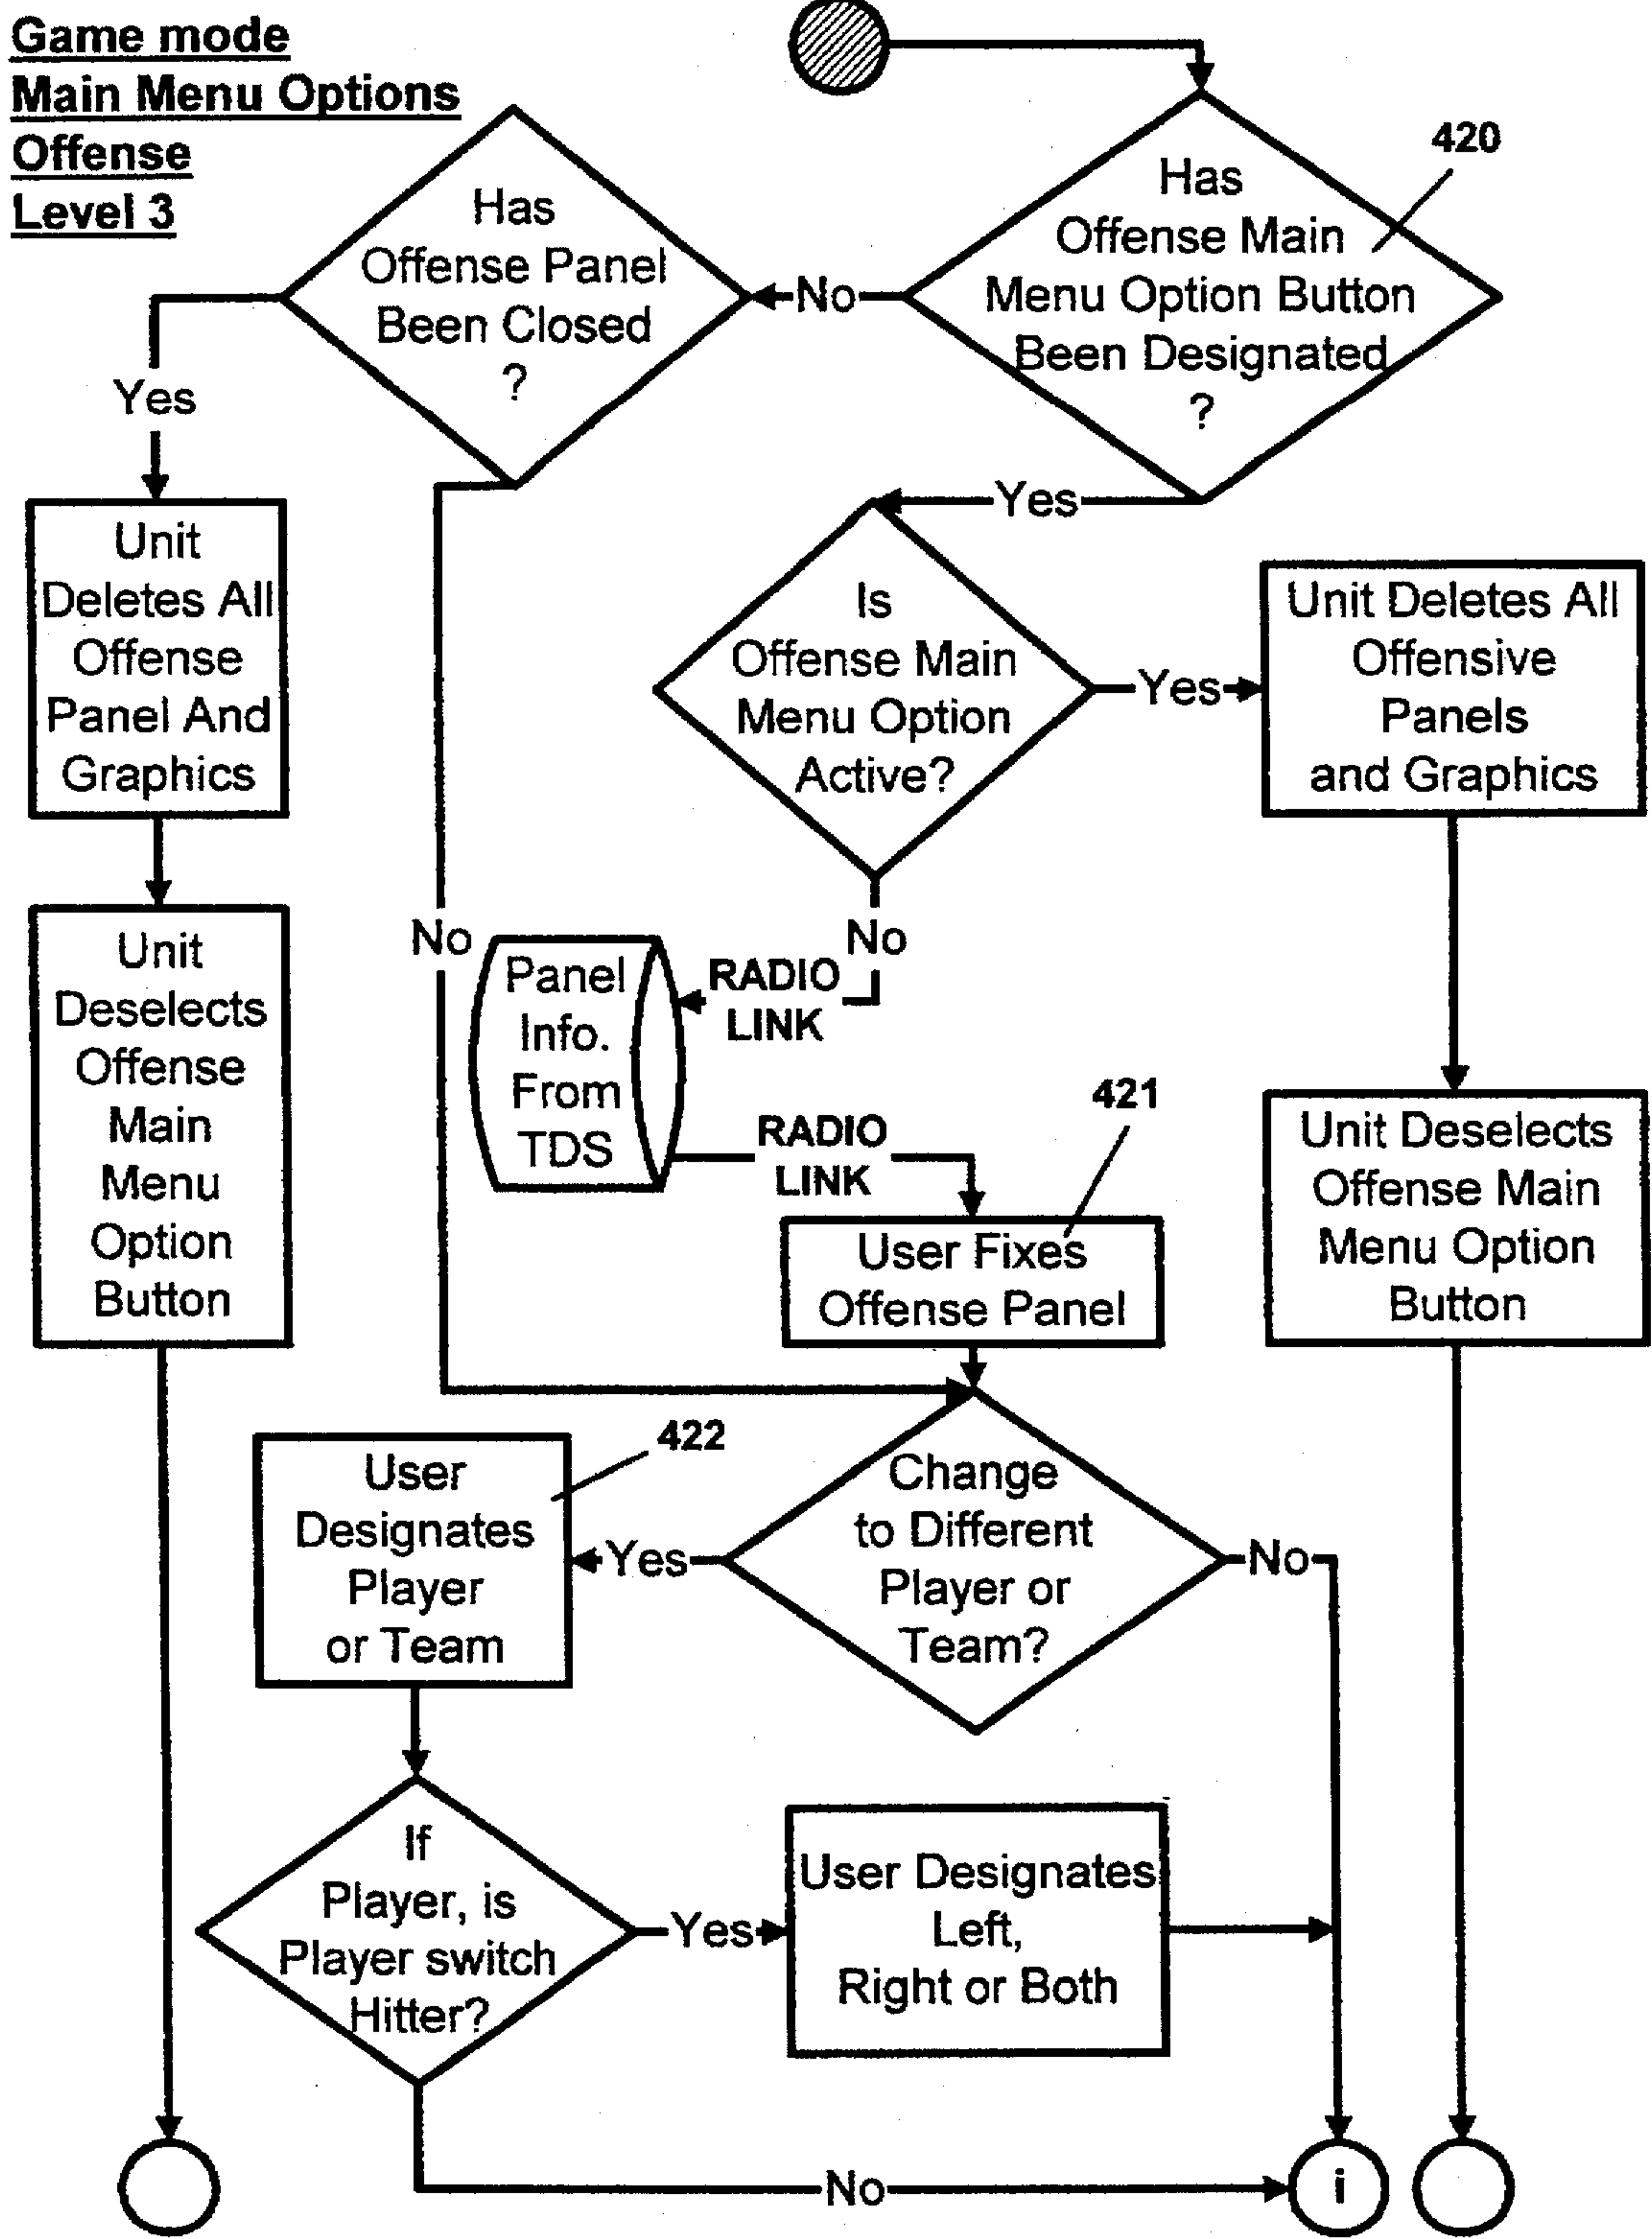 Game mode
Main Menu Options
Offense
Level 3
420
Has
Offense Main
Menu Option Button
Been Designated
?
No
Has
Offense Panel
Been Closed
?
Yes
Yes
Unit
Deletes All
Offense
Panel And
Graphics
Is
Offense Main
Menu Option
Active?
Yes
Unit Deletes All
Offensive
Panels
and Graphics
No
No
Unit
Deselects
Offense
Main
Menu
Option
Button
Panel
Info.
From
TDS
RADIO
LINK
RADIO
LINK
421
User Fixes
Offense Panel
Unit Deselects
Offense Main
Menu Option
Button
422
User
Designates
Player
or Team
Yes
Change
to Different
Player or
Team?
No
If
Player, is
Player switch
Hitter?
Yes
User Designates
Left,
Right or Both
No
i